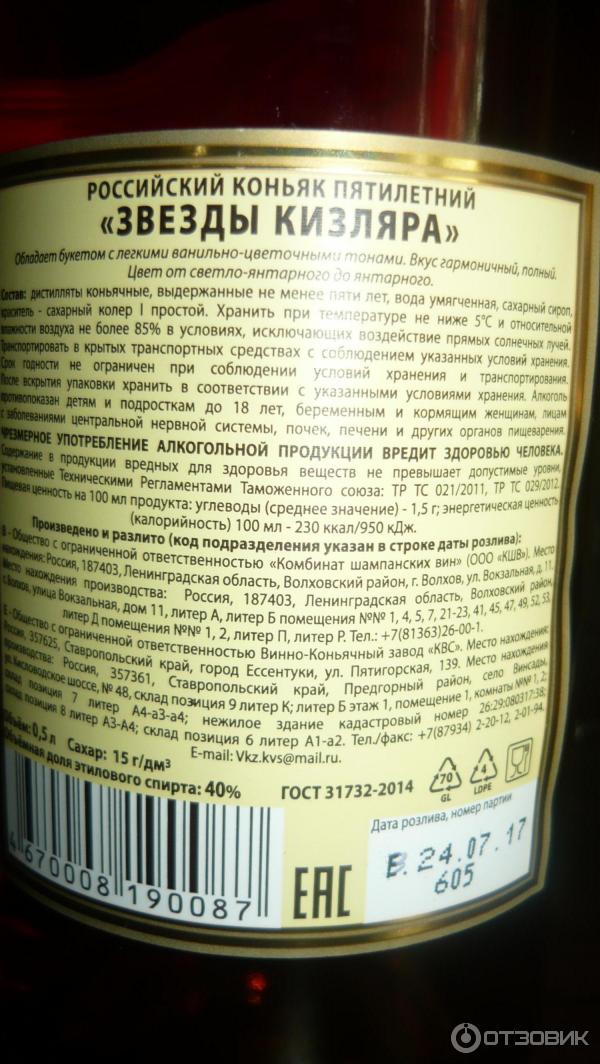 РОССИЙСКИЙ КОНЬЯК ПЯТИЛЕТНИЙ
«ЗВЕЗДЫ КИЗЛЯРА»
Обладает букетом с легкими ванильно-цветочными тонами. Вкус гармоничный, полный.
Цвет от светло-янтарного до янтарного.
Состав: дистилляты коньячные, выдержанные не менее пяти лет, вода умягченная, сахарный сироп,
краситель - сахарный колер I простой. Хранить при температуре не ниже 5°С и относительной
влажности воздуха не более 85% в условиях, исключающих воздействие прямых солнечных лучей.
Транспортировать в крытых транспортных средствах с соблюдением указанных условий хранения.
Срок годности не ограничен при соблюдении условий хранения и транспортирования.
После вскрытия упаковки хранить в соответствии с указанными условиями хранения. Алкоголь
противопоказан детям и подросткам до 18 лет, беременным и кормящим женщинам, лицам
с заболеваниями центральной нервной системы, почек, печени и других органов пищеварения.
ЧРЕЗМЕРНОЕ УПОТРЕБЛЕНИЕ АЛКОГОЛЬНОЙ ПРОДУКЦИИ ВРЕДИТ ЗДОРОВЬЮ ЧЕЛОВЕКА.
Содержание в продукции вредных для здоровья веществ не превышает допустимые уровни,
установленные Техническими Регламентами Таможенного союза: ТР ТС 021/2011, ТР ТС 029/2012.
Пищевая ценность на 100 мл продукта: углеводы (среднее значение) - 1,5 г; энергетическая ценность
(калорийность) 100 мл - 230 ккал/950 кДж.
Произведено и разлито (код подразделения указан в строке даты розлива):
В - Общество с ограниченной ответственностью «Комбинат шампанских вин» (ООО «КШВ»). Место
нахождения: Россия, 187403, Ленинградская область, Волховский район, г. Волхов, ул. Вокзальная, д. 11.
Место нахождения производства: Россия, 187403, Ленинградская область, Волховский район,
г. Волхов, улица Вокзальная, дом 11, литер А, литер Б помещения №№ 1, 4, 5, 7, 21-23, 41, 45, 47, 49, 52, 53,
литер Д помещения №№ 1, 2, литер П, литер Р. Тел.: +7(81363)26-00-1.
Е - Общество с ограниченной ответственностью Винно-Коньячный завод «КВС». Место нахождения:
Россия, 357625, Ставропольский край, город Ессентуки, ул. Пятигорская, 139. Место нахождения
производства: Россия, 357361, Ставропольский край, Предгорный район, село Винсады,
ул. Кисловодское шоссе, № 48, склад позиция 9 литер К; литер Б этаж 1, помещение 1, комнаты №№ 1, 2;
склад позиция 7 литер А4-а3-а4; нежилое здание кадастровый номер 26:29:080317:38;
склад позиция 8 литер А3-А4; склад позиция 6 литер А1-а2. Тел./факс: +7(87934) 2-20-12, 2-01-94.
E-mail: Vkz.kvs@mail.ru.
Объём: 0,5 л Сахар: 15 г/дм³
Объёмная доля этилового спирта: 40%
ГОСТ 31732-2014
70
GL
4
LDPE
Дата розлива, номер партии
В. 24.07.17
605
4 670008 190087
ЕАС
ОТЗОВИК